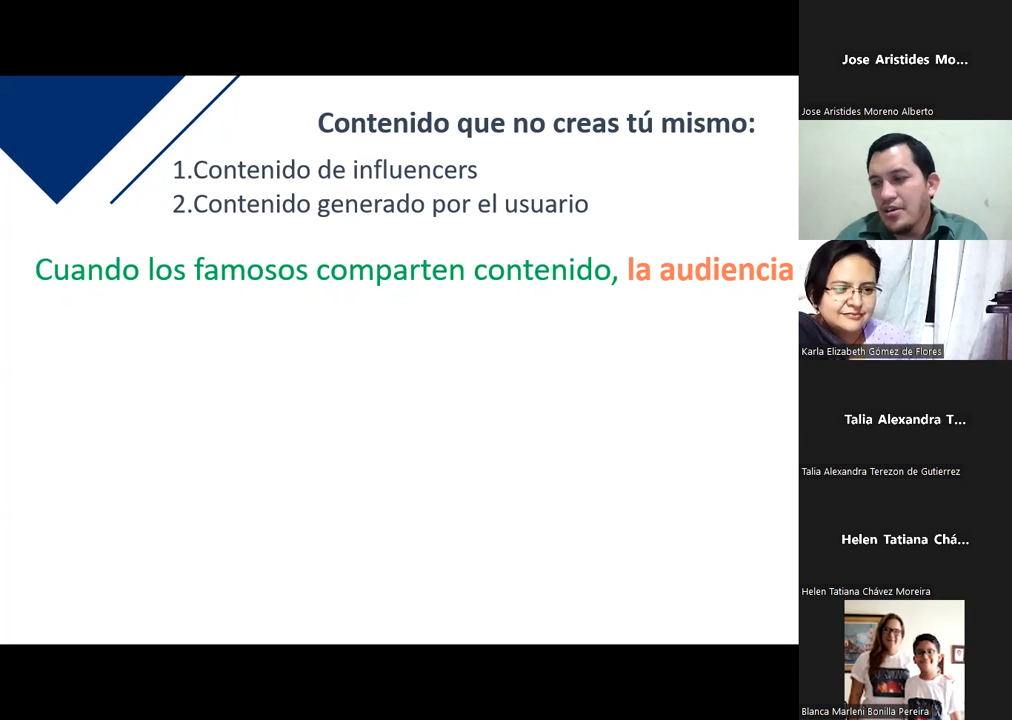 Contenido que no creas tú mismo:
1.Contenido de influencers
2.Contenido generado por el usuario
Cuando los famosos comparten contenido, la audiencia
Jose Aristides Mo...
Jose Aristides Moreno Alberto
Karla Elizabeth Gómez de Flores
Talia Alexandra T...
Talia Alexandra Terezon de Gutierrez
Helen Tatiana Chá...
Helen Tatiana Chávez Moreira
Blanca Marleni Bonilla Pereira